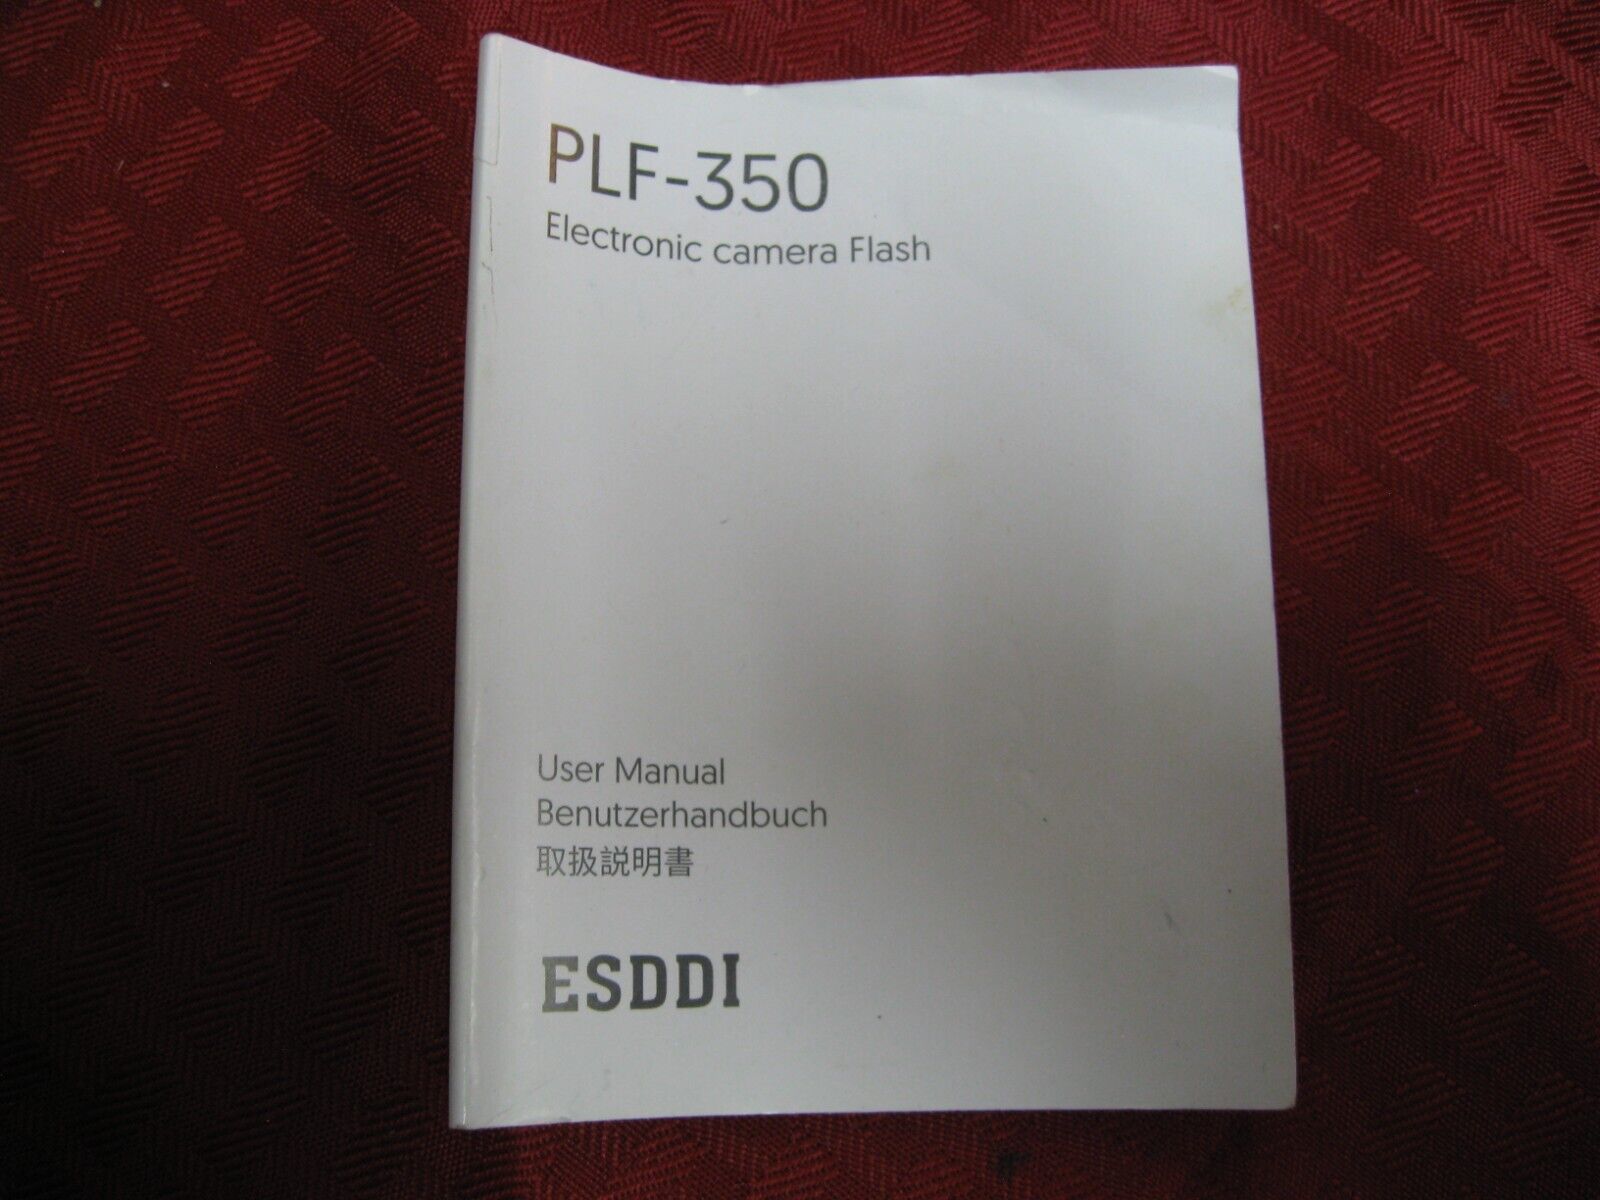 PLF-350
Electronic camera Flash
User Manual
Benutzerhandbuch
取扱説明書
ESDDI